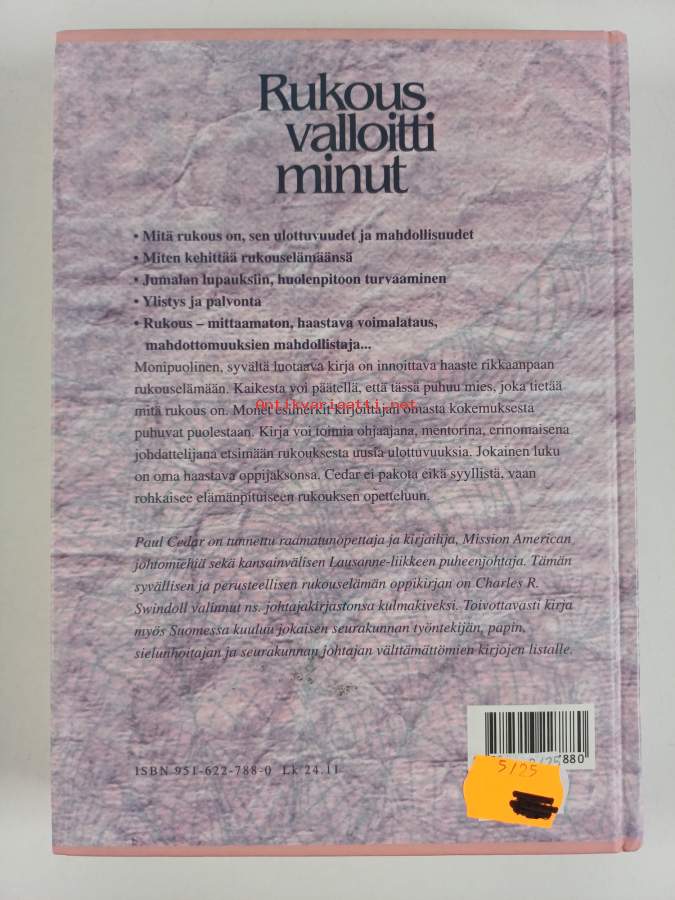 Rukous
valloitti
minut
• Mitä rukous on, sen ulottuvuudet ja mahdollisuudet
• Miten kehittää rukouselämäänsä
• Jumalan lupauksiin, huolenpitoon turvaaminen
• Ylistys ja palvonta
• Rukous – mittaamaton, haastava voimalataus,
mahdottomuuksien mahdollistaja...
Monipuolinen, syvältä luotaava kirja on innoittava haaste rikkaanpaan
rukouselämään. Kaikesta voi päätellä, että tässä puhuu mies, joka tietää
mitä rukous on. Monet esimerkit kirjoittajan omasta kokemuksesta
Antikvariaatti.net
puhuvat puolestaan. Kirja voi toimia ohjaajana, mentorina, erinomaisena
johdattelijana etsimään rukouksesta uusia ulottuvuuksia. Jokainen luku
on oma haastava oppijaksonsa. Cedar ei pakota eikä syyllistä, vaan
rohkaisee elämänpituiseen rukouksen opetteluun.
Paul Cedar on tunnettu raamatunopettaja ja kirjailija, Mission American
johtomiehiä sekä kansainvälisen Lausanne-liikkeen puheenjohtaja. Tämän
syvällisen ja perusteellisen rukouselämän oppikirjan on Charles R.
Swindoll valinnut ns. johtajakirjastonsa kulmakiveksi. Toivottavasti kirja
myös Suomessa kuuluu jokaisen seurakunnan työntekijän, papin,
sielunhoitajan ja seurakunnan johtajan välttämättömien kirjojen listalle.
ISBN 951-622-788-0 Lk 24.11
880
5/25